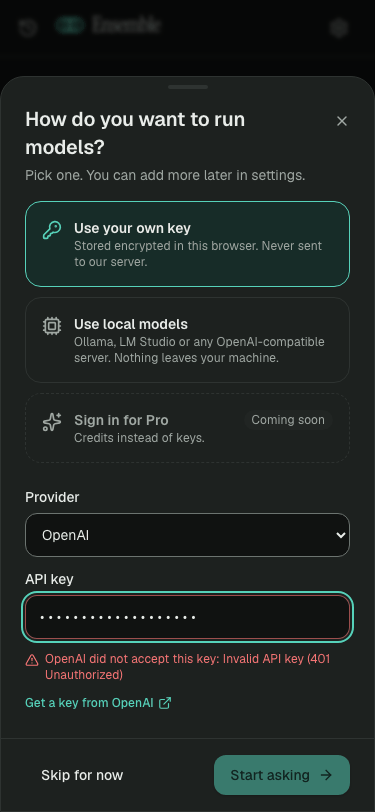 Ensemble
How do you want to run
models?
Pick one. You can add more later in settings.
Use your own key
Stored encrypted in this browser. Never sent
to our server.
Use local models
Ollama, LM Studio or any OpenAI-compatible
server. Nothing leaves your machine.
Sign in for Pro
Coming soon
Credits instead of keys.
Provider
OpenAI
API key
•••••••••••••••••••
OpenAI did not accept this key: Invalid API key (401
Unauthorized)
Get a key from OpenAI
Skip for now
Start asking